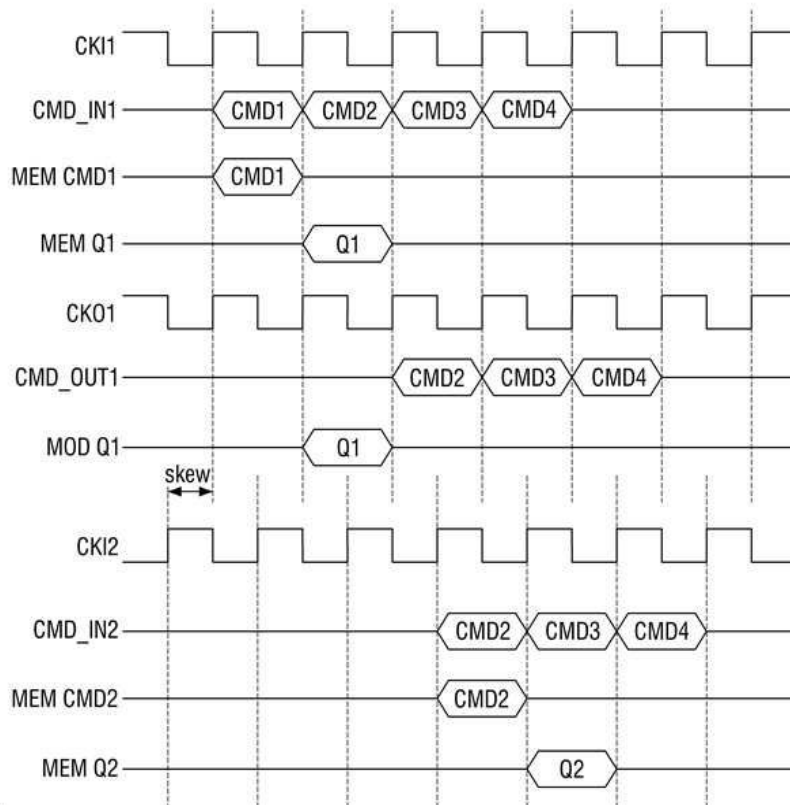 CKI1
CMD_IN1 CMD1 CMD2 CMD3 CMD4
MEM CMD1 CMD1
MEM Q1 Q1
CKO1
CMD_OUT1 CMD2 CMD3 CMD4
MOD Q1 Q1
skew
CKI2
CMD_IN2 CMD2 CMD3 CMD4
MEM CMD2 CMD2
MEM Q2 Q2